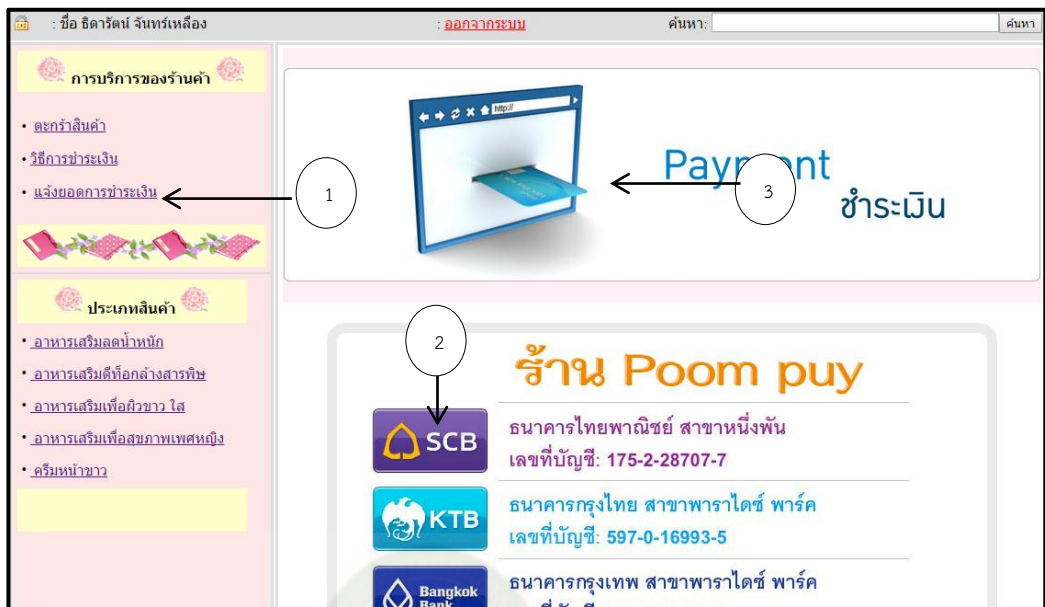 : ชื่อ ธิดารัตน์ จันทร์เหลือง
: ออกจากระบบ
ค้นหา:
ค้นหา
การบริการของร้านค้า
• ตะกร้าสินค้า
• วิธีการชำระเงิน
• แจ้งยอดการชำระเงิน
1
ประเภทสินค้า
• อาหารเสริมลดน้ำหนัก
• อาหารเสริมดีท็อกล้างสารพิษ
• อาหารเสริมเพื่อผิวขาว ใส
• อาหารเสริมเพื่อสุขภาพเพศหญิง
• ครีมหน้าขาว
http://
Payment
3
ชำระเงิน
2
ร้าน Poom puy
SCB
ธนาคารไทยพาณิชย์ สาขาหนึ่งพัน
เลขที่บัญชี: 175-2-28707-7
KTB
ธนาคารกรุงไทย สาขาพาราไดซ์ พาร์ค
เลขที่บัญชี: 597-0-16993-5
Bangkok
Bank
ธนาคารกรุงเทพ สาขาพาราไดซ์ พาร์ค